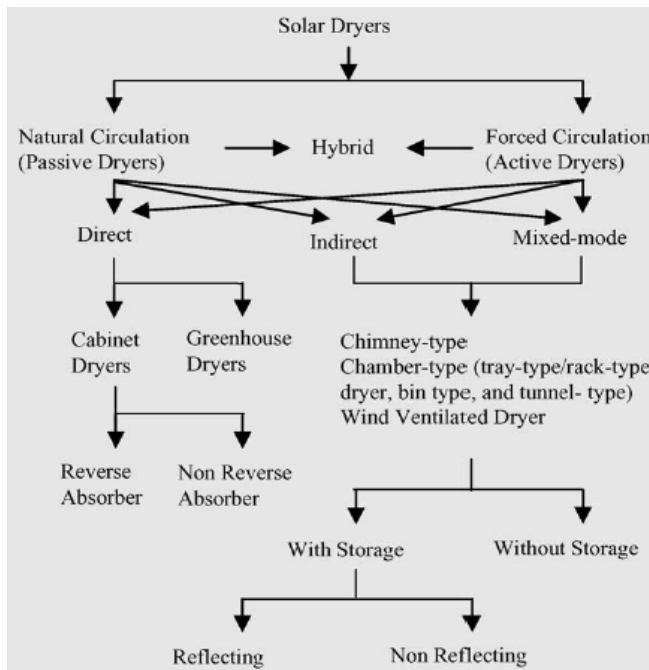 Solar Dryers
Natural Circulation
(Passive Dryers)
Hybrid
Forced Circulation
(Active Dryers)
Direct
Indirect
Mixed-mode
Cabinet
Dryers
Greenhouse
Dryers
Chimney-type
Chamber-type (tray-type/rack-type
dryer, bin type, and tunnel- type)
Wind Ventilated Dryer
Reverse
Absorber
Non Reverse
Absorber
With Storage
Without Storage
Reflecting
Non Reflecting